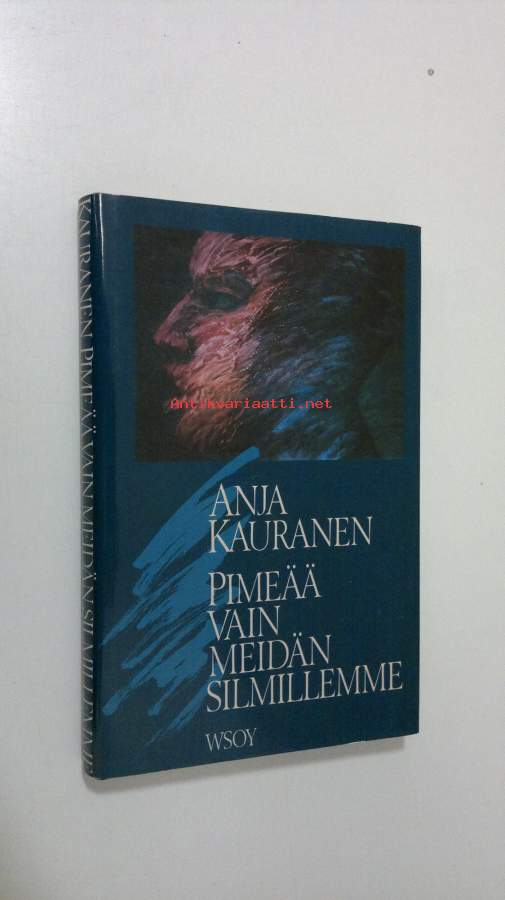 KAURANEN PIMEÄÄ VAIN MEIDÄN SILMILLEMME
Antikvariaatti.net
ANJA
KAURANEN
PIMEÄÄ
VAIN
MEIDÄN
SILMILLEMME
WSOY